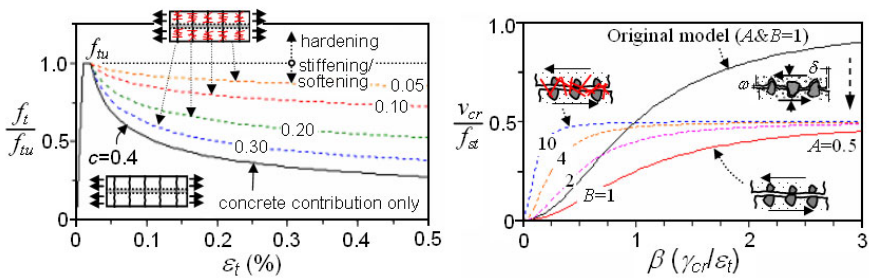 f_tu
hardening
stiffening/
softening
1.0
0.5
0
f_t
f_tu
0.05
0.10
0.20
0.30
c=0.4
concrete contribution only
0
0.1
0.2
0.3
0.4
0.5
ε_t (%)
Original model (A&B=1)
1.0
0.5
0.0
v_cr
f_st
ω
δ
10
4
2
B=1
A=0.5
0
1
2
3
β (γ_cr/ε_t)